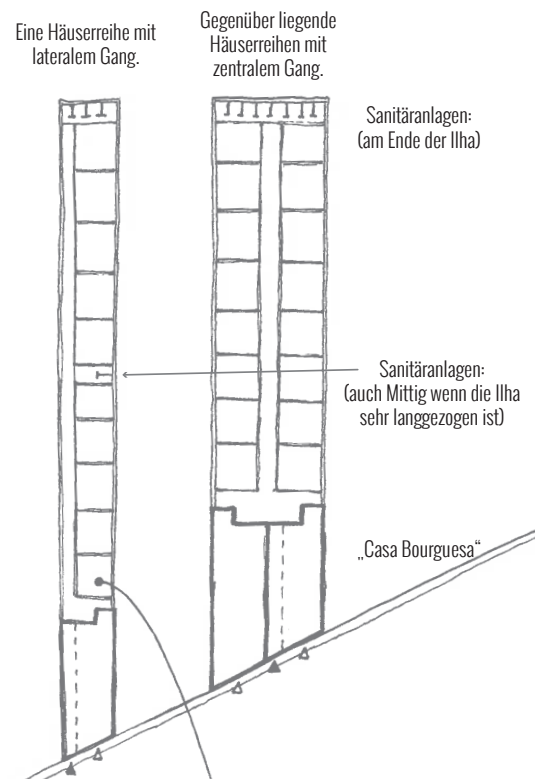 Eine Häuserreihe mit
lateralem Gang.
Gegenüber liegende
Häuserreihen mit
zentralem Gang.
Sanitäranlagen:
(am Ende der Ilha)
Sanitäranlagen:
(auch Mittig wenn die Ilha
sehr langgezogen ist)
„Casa Bourguesa“